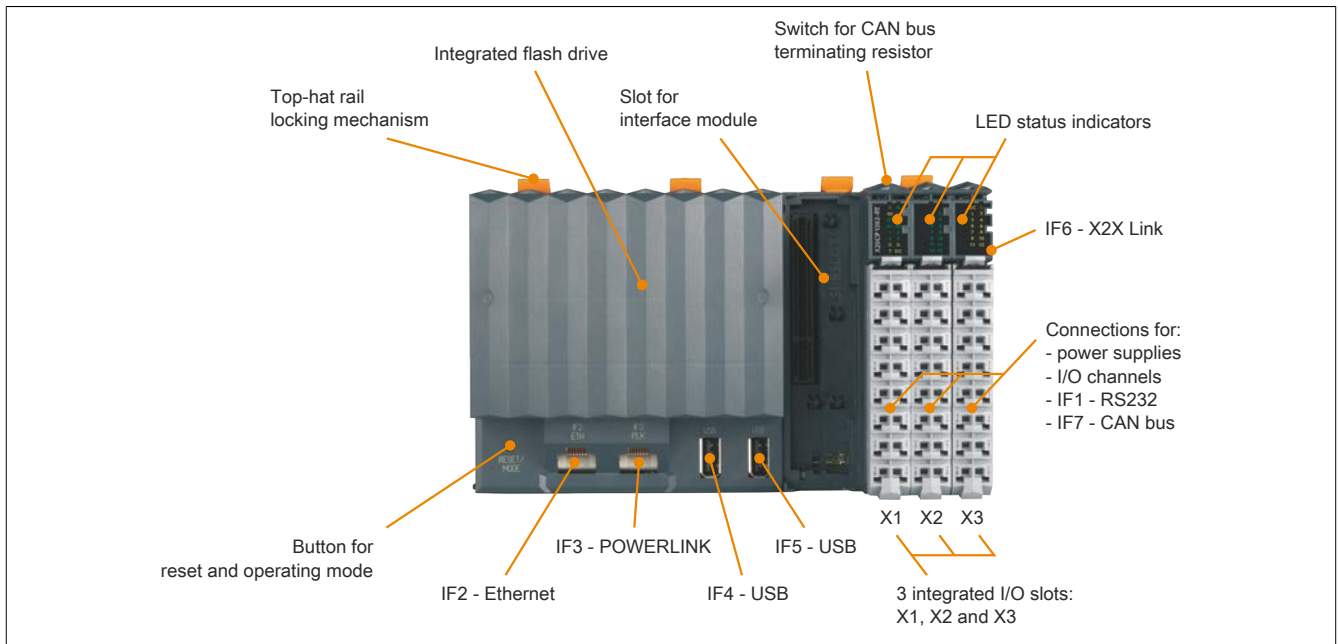 Switch for CAN bus
terminating resistor
Integrated flash drive
Top-hat rail
locking mechanism
Slot for
interface module
LED status indicators
IF6 - X2X Link
Connections for:
- power supplies
- I/O channels
- IF1 - RS232
- IF7 - CAN bus
IF2
ETH
IF3
PLK
USB
USB
RESET/
MODE
X1 X2 X3
Button for
reset and operating mode
IF3 - POWERLINK
IF5 - USB
IF2 - Ethernet
IF4 - USB
3 integrated I/O slots:
X1, X2 and X3